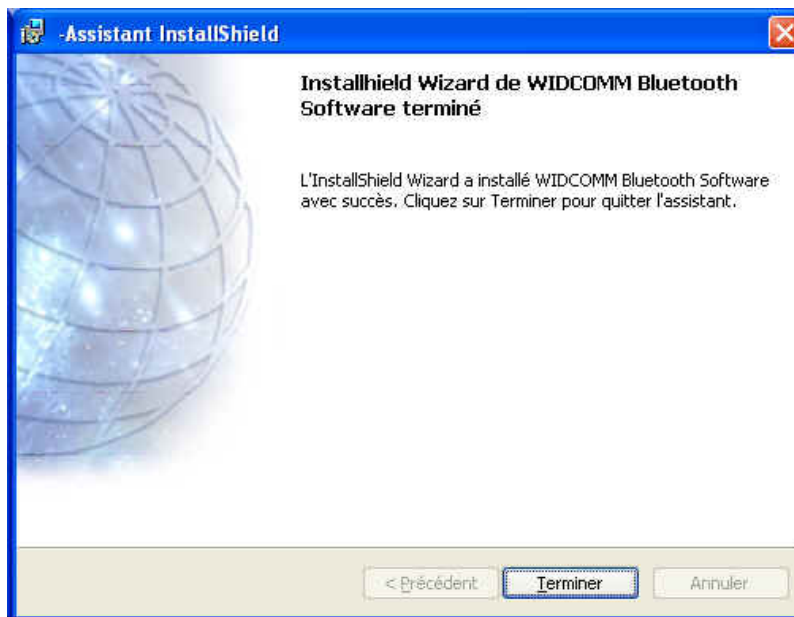 -Assistant InstallShield
Installhield Wizard de WIDCOMM Bluetooth
Software terminé
L'InstallShield Wizard a installé WIDCOMM Bluetooth Software
avec succès. Cliquez sur Terminer pour quitter l'assistant.
< Précédent
Terminer
Annuler